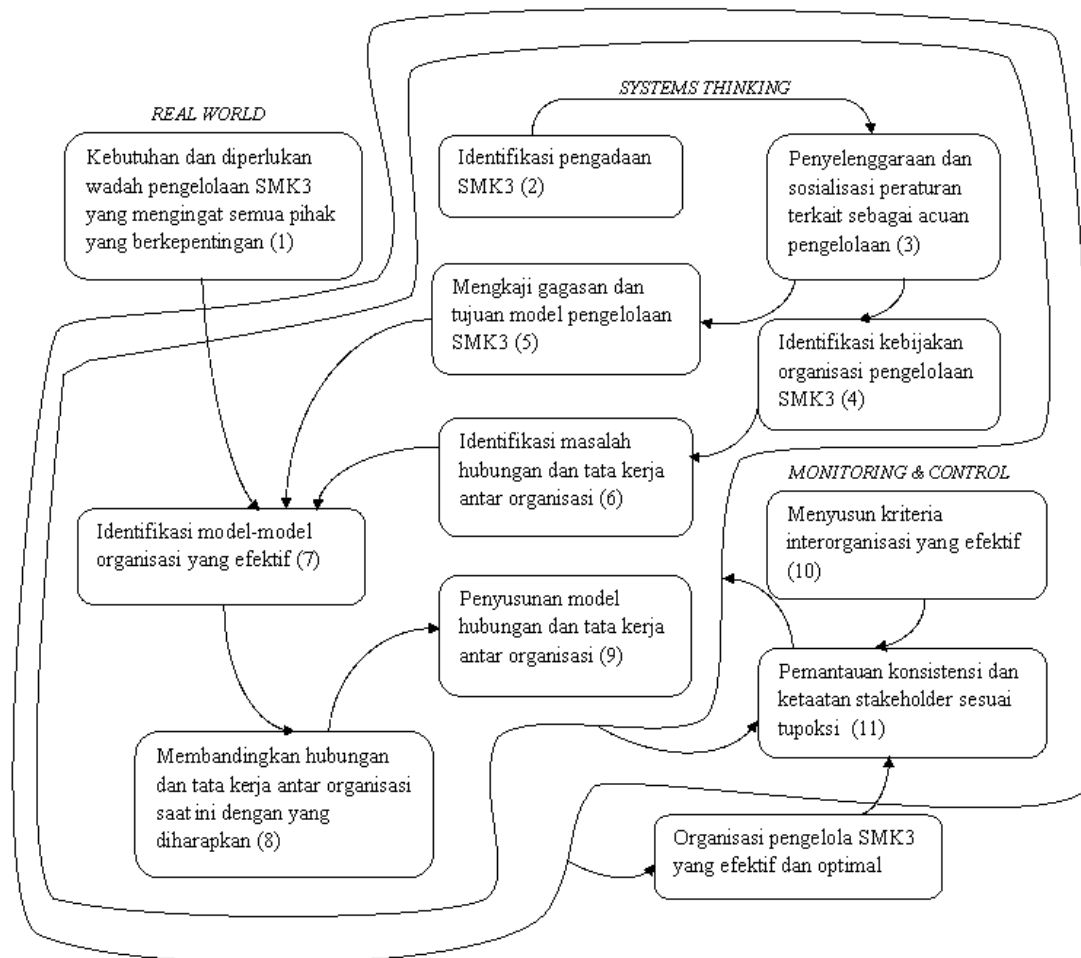 REAL WORLD
Kebutuhan dan diperlukan
wadah pengelolaan SMK3
yang mengingat semua pihak
yang berkepentingan (1)
SYSTEMS THINKING
Identifikasi pengadaan
SMK3 (2)
Penyelenggaraan dan
sosialisasi peraturan
terkait sebagai acuan
pengelolaan (3)
Mengkaji gagasan dan
tujuan model pengelolaan
SMK3 (5)
Identifikasi kebijakan
organisasi pengelolaan
SMK3 (4)
Identifikasi masalah
hubungan dan tata kerja
antar organisasi (6)
Identifikasi model-model
organisasi yang efektif (7)
MONITORING & CONTROL
Menyusun kriteria
interorganisasi yang efektif
(10)
Penyusunan model
hubungan dan tata kerja
antar organisasi (9)
Pemantauan konsistensi dan
ketaatan stakeholder sesuai
tupoksi (11)
Membandingkan hubungan
dan tata kerja antar organisasi
saat ini dengan yang
diharapkan (8)
Organisasi pengelola SMK3
yang efektif dan optimal